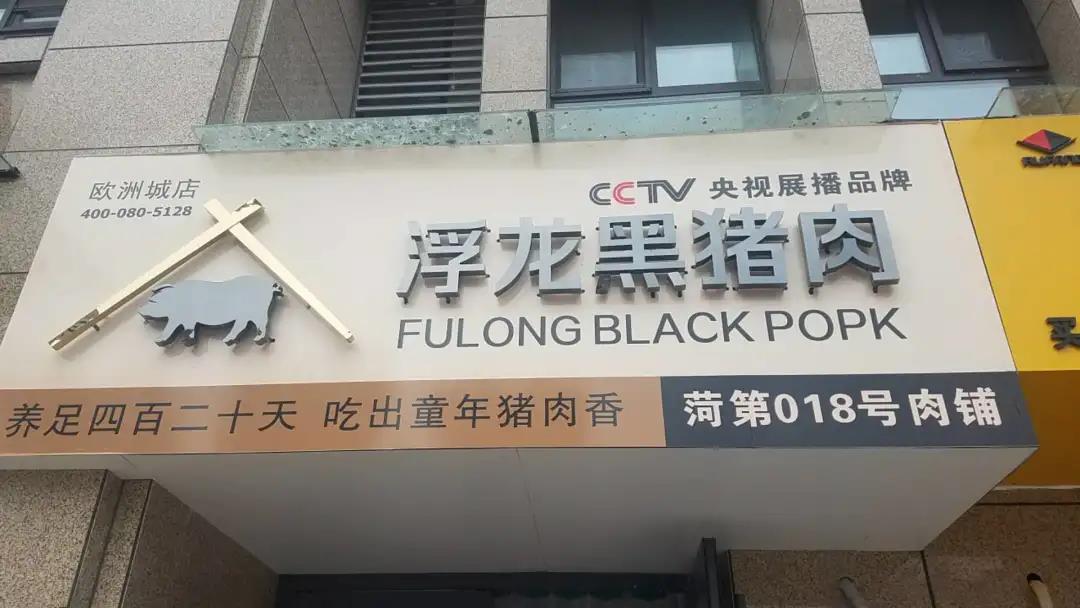 欧洲城店
400-080-5128
CCTV 央视展播品牌
浮龙黑猪肉
FULONG BLACK POPK
养足四百二十天 吃出童年猪肉香
菏第018号肉铺
买